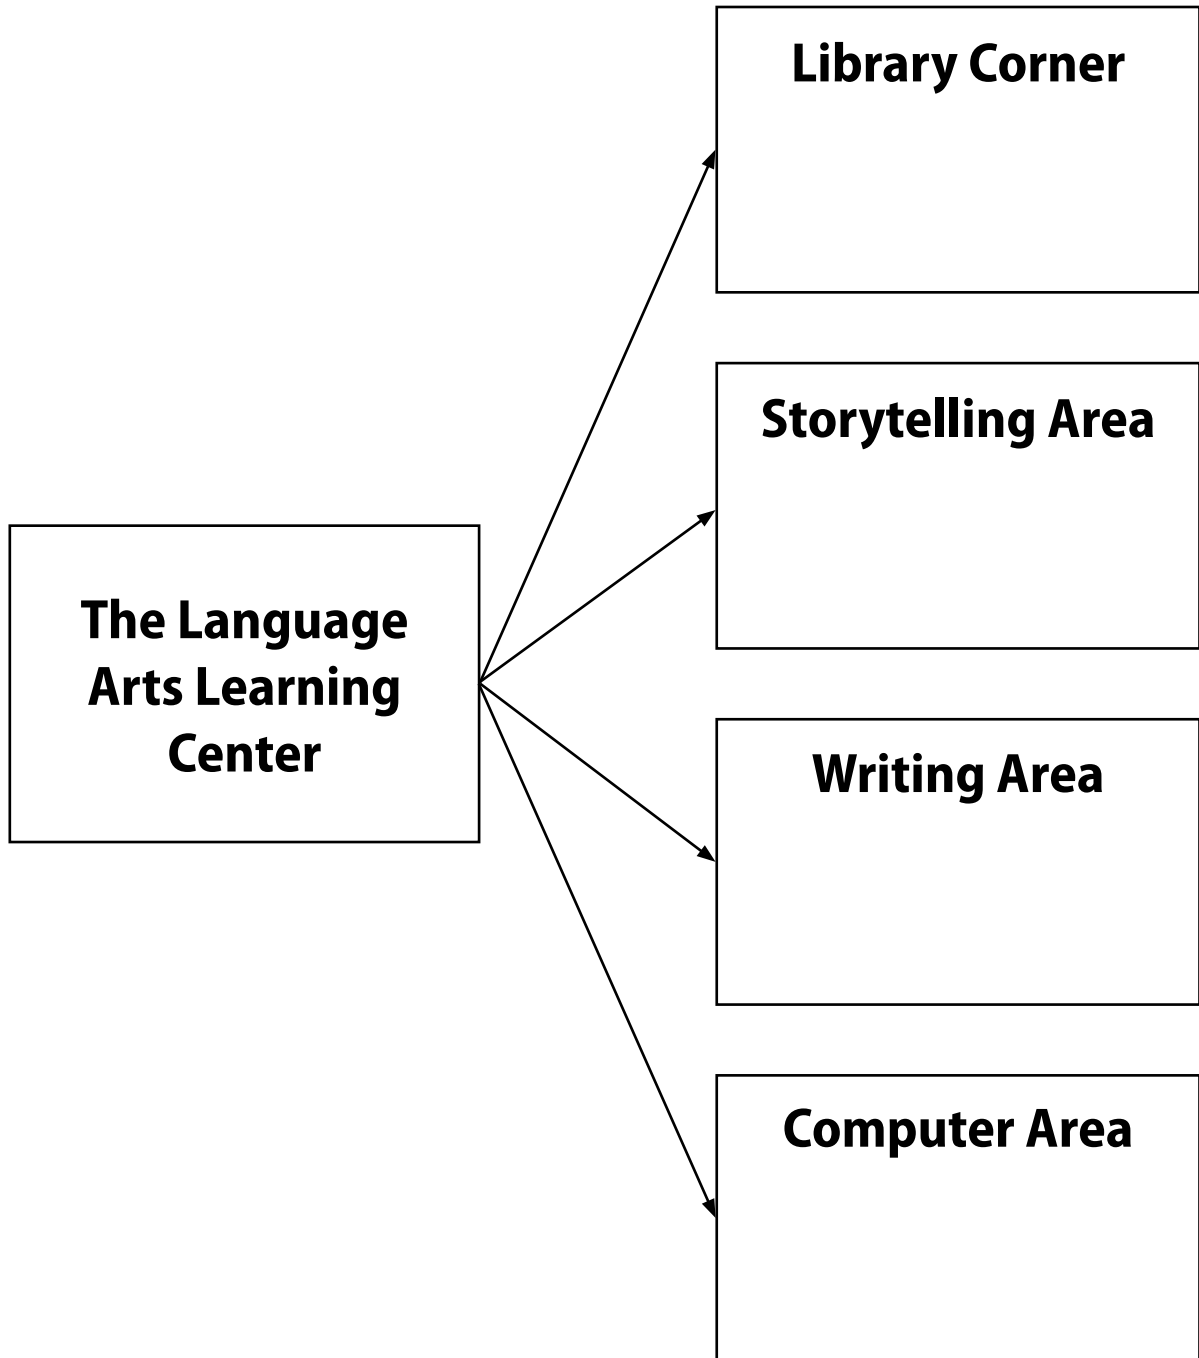 Library Corner
Storytelling Area
The Language
Arts Learning
Center
Writing Area
Computer Area